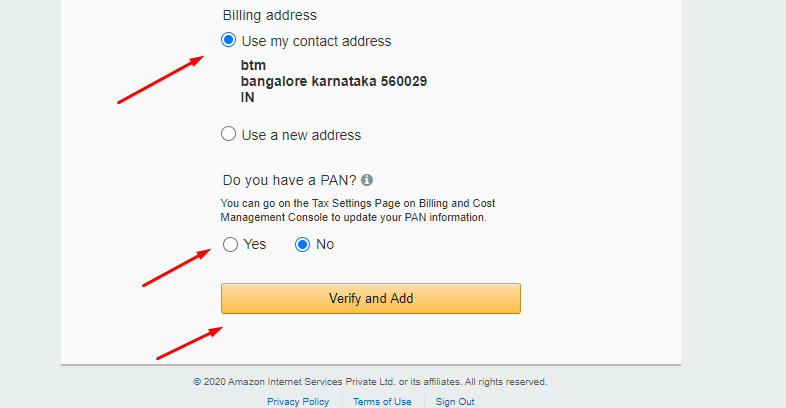 Billing address
Use my contact address
btm
bangalore karnataka 560029
IN
Use a new address
Do you have a PAN?
You can go on the Tax Settings Page on Billing and Cost
Management Console to update your PAN information.
Yes No
Verify and Add
© 2020 Amazon Internet Services Private Ltd. or its affiliates. All rights reserved.
Privacy Policy Terms of Use Sign Out